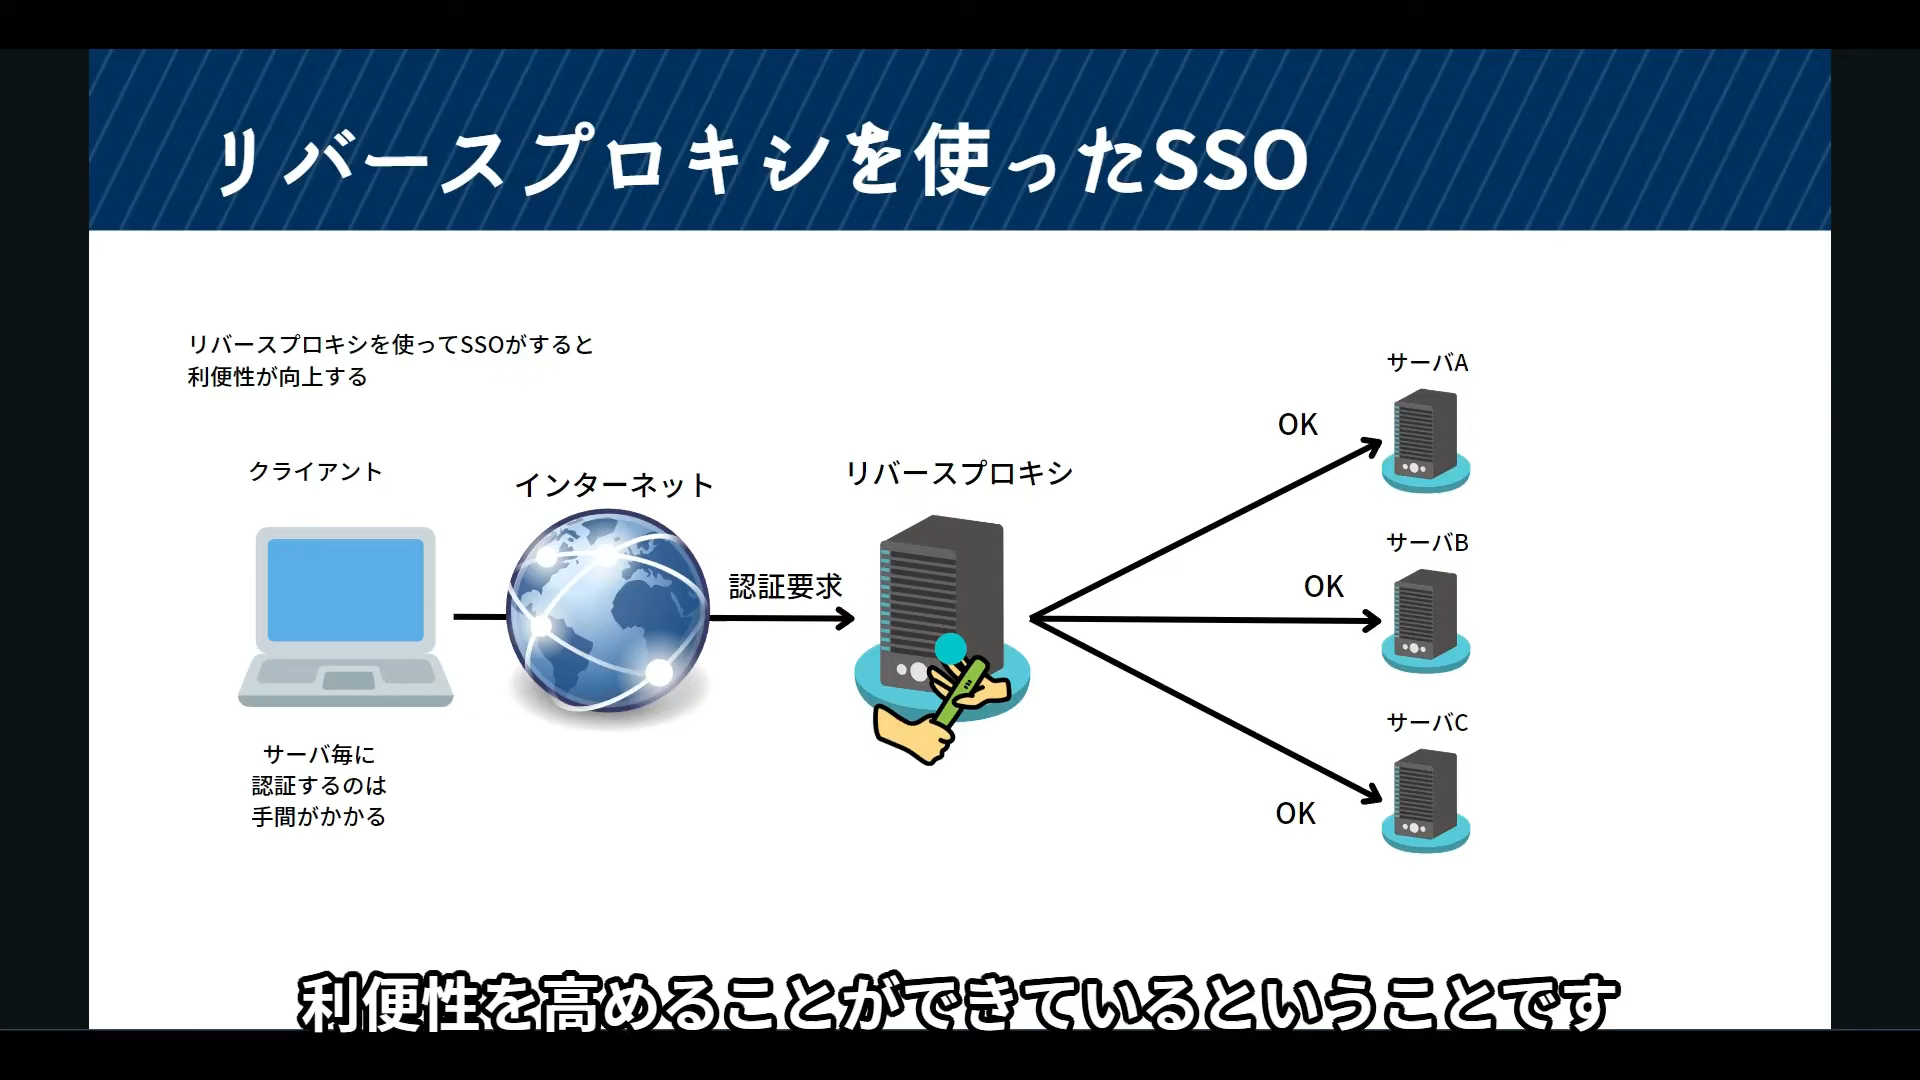 リバースプロキシを使ったSSO
リバースプロキシを使ってSSOがすると
利便性が向上する
クライアント
インターネット
認証要求
リバースプロキシ
OK
サーバA
OK
サーバB
OK
サーバC
サーバ毎に
認証するのは
手間がかかる
利便性を高めることができているということです